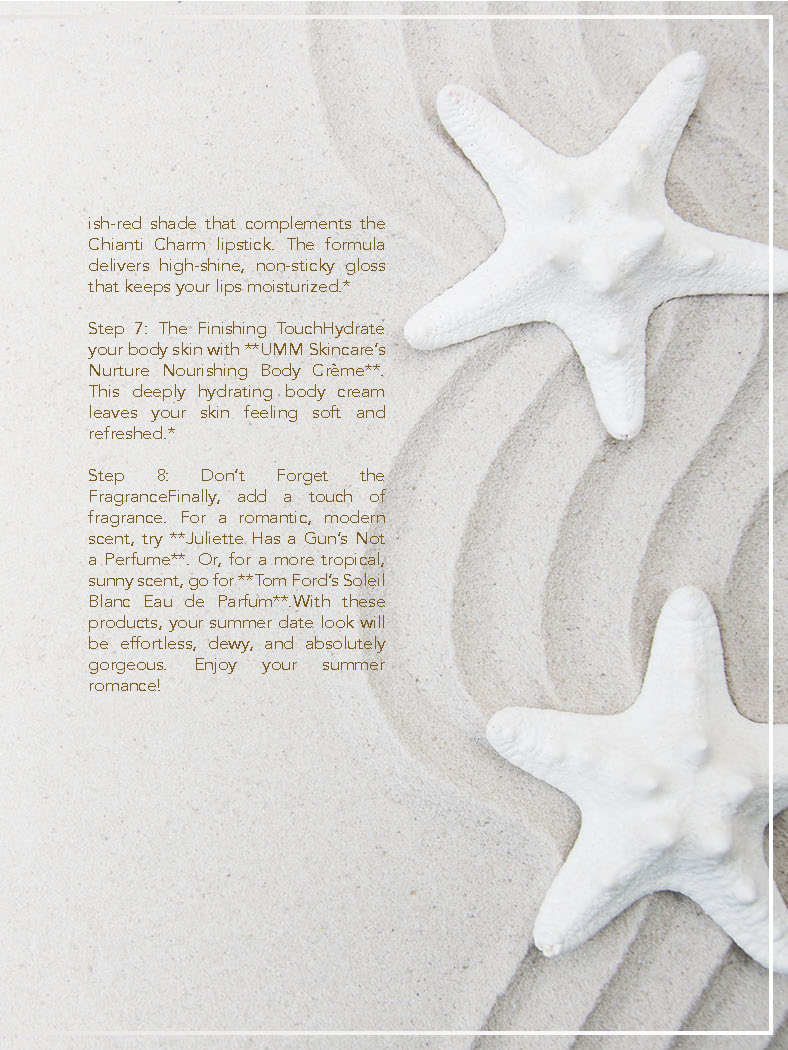 ish-red shade that complements the
Chianti Charm lipstick. The formula
delivers high-shine, non-sticky gloss
that keeps your lips moisturized.*
Step 7: The Finishing TouchHydrate
your body skin with **UMM Skincare's
Nurture Nourishing Body Crème**.
This deeply hydrating body cream
leaves your skin feeling soft and
refreshed.*
Step 8: Don't Forget the
FragranceFinally, add a touch of
fragrance. For a romantic, modern
scent, try **Juliette Has a Gun's Not
a Perfume**. Or, for a more tropical,
sunny scent, go for **Tom Ford's Soleil
Blanc Eau de Parfum**.With these
products, your summer date look will
be effortless, dewy, and absolutely
gorgeous. Enjoy your summer
romance!